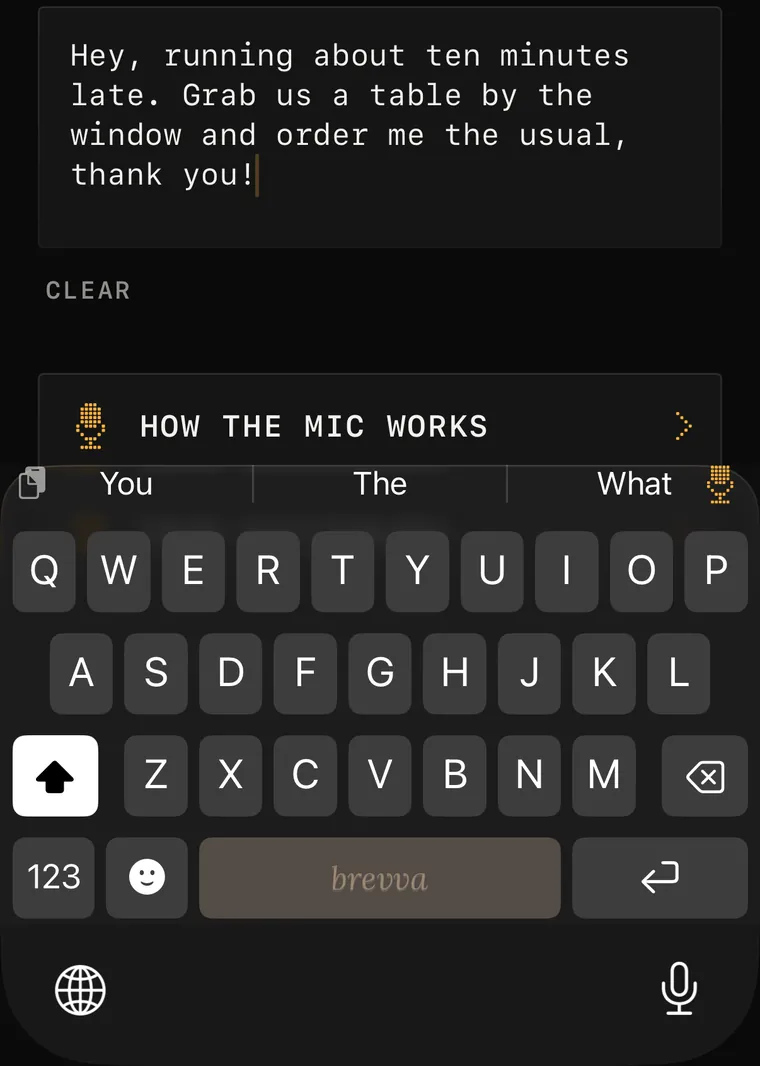 Hey, running about ten minutes
late. Grab us a table by the
window and order me the usual,
thank you!
CLEAR
HOW THE MIC WORKS
You The What
Q W E R T Y U I O P
A S D F G H J K L
Z X C V B N M
123 brevva